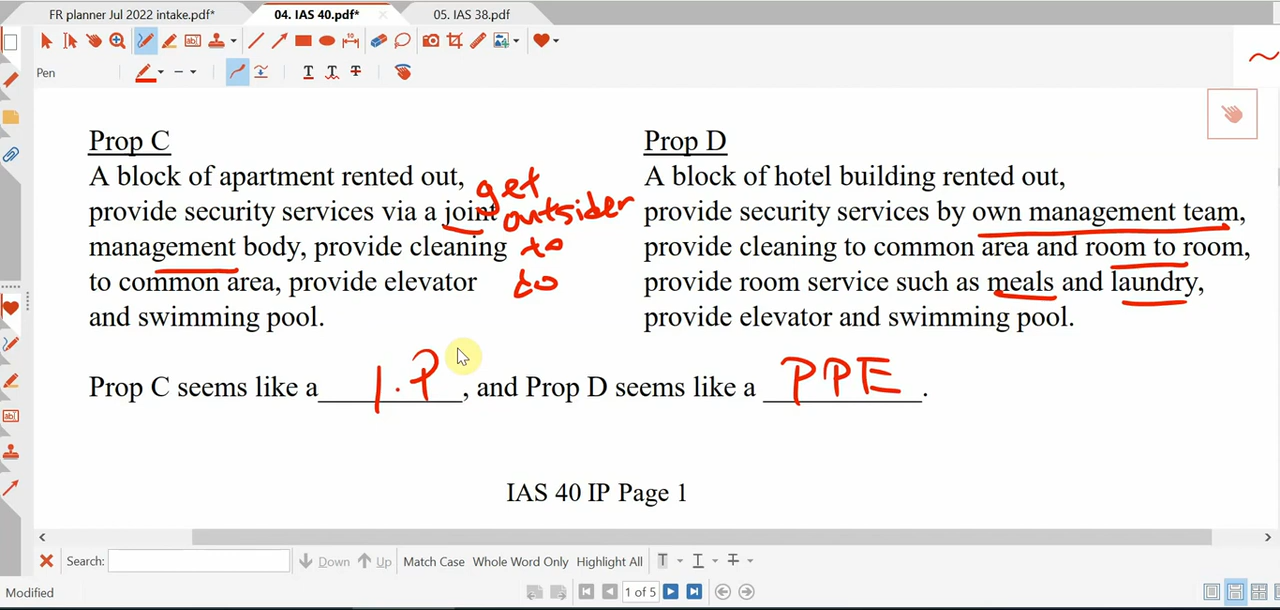 FR planner Jul 2022 intake.pdf*
04. IAS 40.pdf*
05. IAS 38.pdf
Pen
Prop C
A block of apartment rented out,
provide security services via a joint
management body, provide cleaning
to common area, provide elevator
and swimming pool.
get
outsider
to
to
Prop D
A block of hotel building rented out,
provide security services by own management team,
provide cleaning to common area and room to room,
provide room service such as meals and laundry,
provide elevator and swimming pool.
Prop C seems like a I.P, and Prop D seems like a PPE.
IAS 40 IP Page 1
Search: Down Up Match Case Whole Word Only Highlight All
Modified
1 of 5